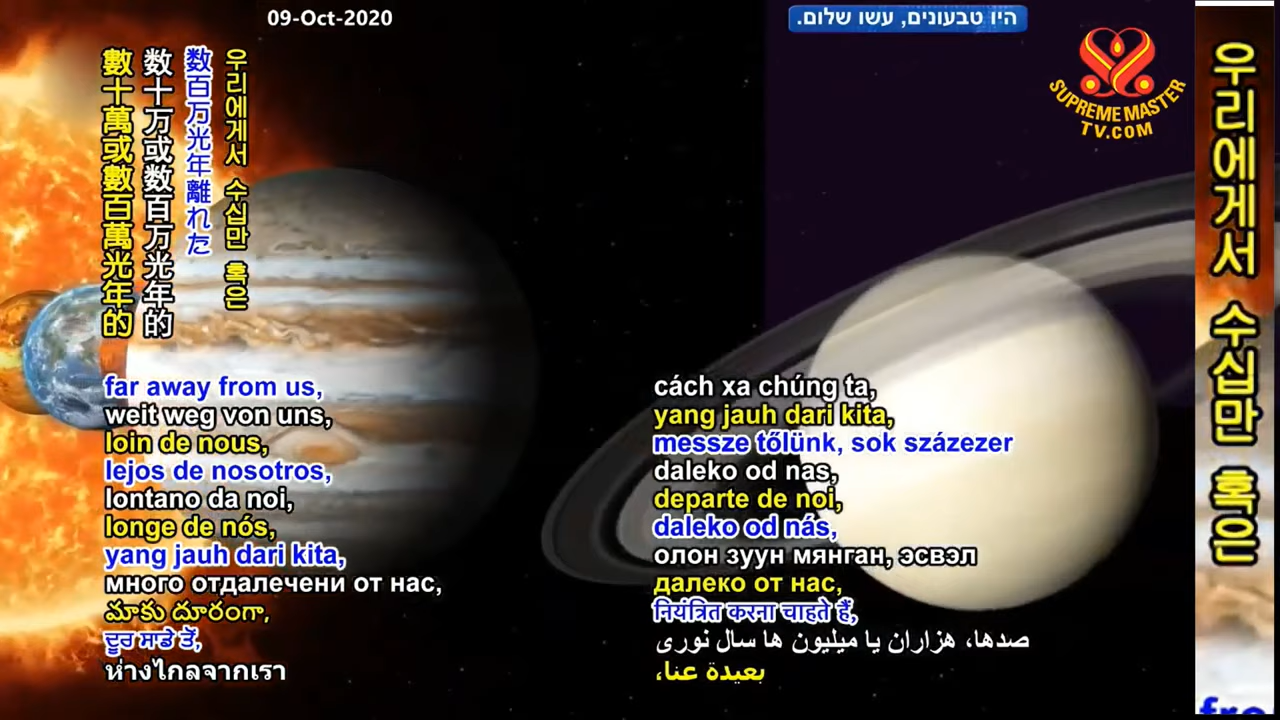 09-Oct-2020
היו טבעונים, עשו שלום.
SUPREME MASTER
TV.COM
우리에게서 수십만 혹은
数百万光年離れた
数十万或数百万光年的
數十萬或數百萬光年的
far away from us,
weit weg von uns,
loin de nous,
lejos de nosotros,
lontano da noi,
longe de nós,
yang jauh dari kita,
много отдалечени от нас,
మాకు దూరంగా,
ਦੂਰ ਸਾਡੇ ਤੋਂ,
ห่างไกลจากเรา
cách xa chúng ta,
yang jauh dari kita,
messze tőlünk, sok százezer
daleko od nas,
departe de noi,
daleko od nás,
олон зуун мянган, эсвэл
далеко от нас,
नियंत्रित करना चाहते हैं,
صدها، هزاران یا میلیون ها سال نوری
بعيدة عنا،
우리에게서 수십만 혹은